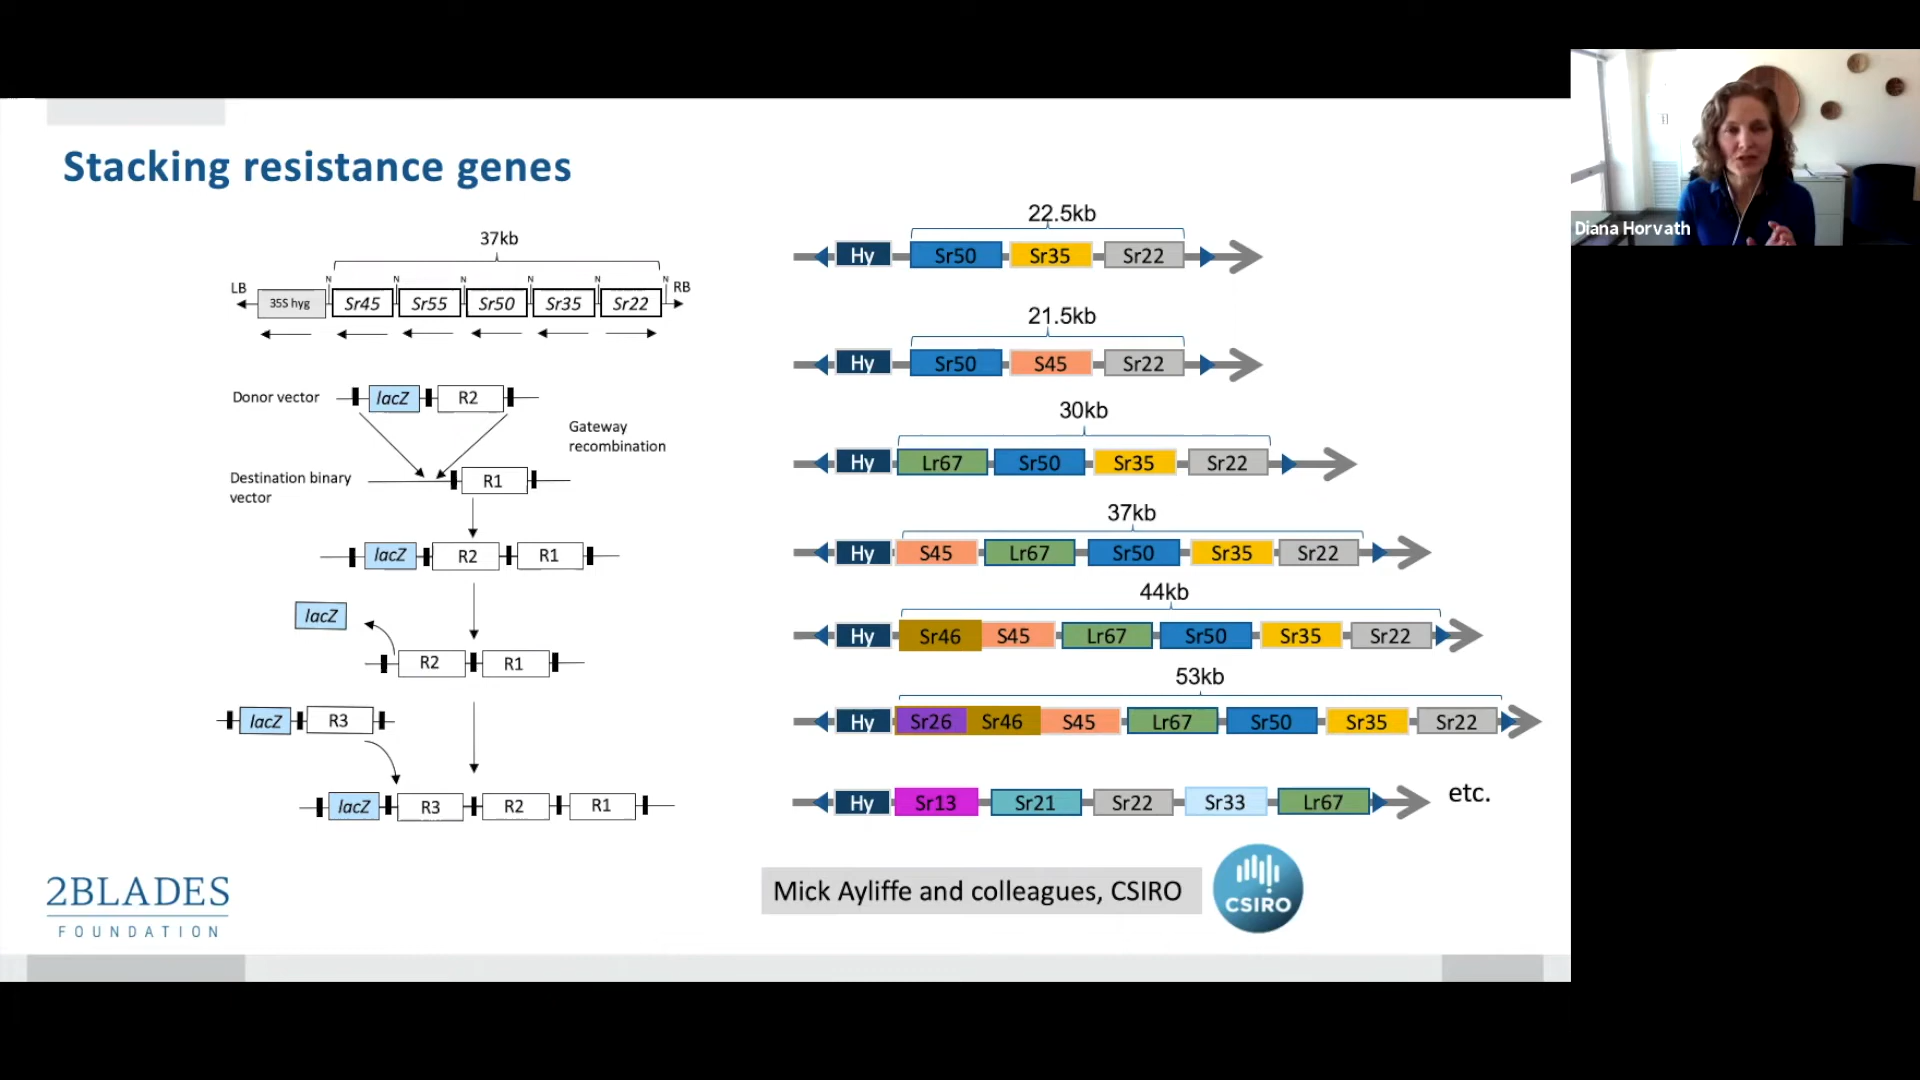 Stacking resistance genes
37kb
LB
RB
N N N N N N
35S hyg Sr45 Sr55 Sr50 Sr35 Sr22
Donor vector
lacZ R2
Gateway
recombination
Destination binary
vector
R1
lacZ R2 R1
lacZ
R2 R1
lacZ R3
lacZ R3 R2 R1
22.5kb
Hy Sr50 Sr35 Sr22
21.5kb
Hy Sr50 S45 Sr22
30kb
Hy Lr67 Sr50 Sr35 Sr22
37kb
Hy S45 Lr67 Sr50 Sr35 Sr22
44kb
Hy Sr46 S45 Lr67 Sr50 Sr35 Sr22
53kb
Hy Sr26 Sr46 S45 Lr67 Sr50 Sr35 Sr22
Hy Sr13 Sr21 Sr22 Sr33 Lr67 etc.
Mick Ayliffe and colleagues, CSIRO
CSIRO
2BLADES
FOUNDATION
Diana Horvath